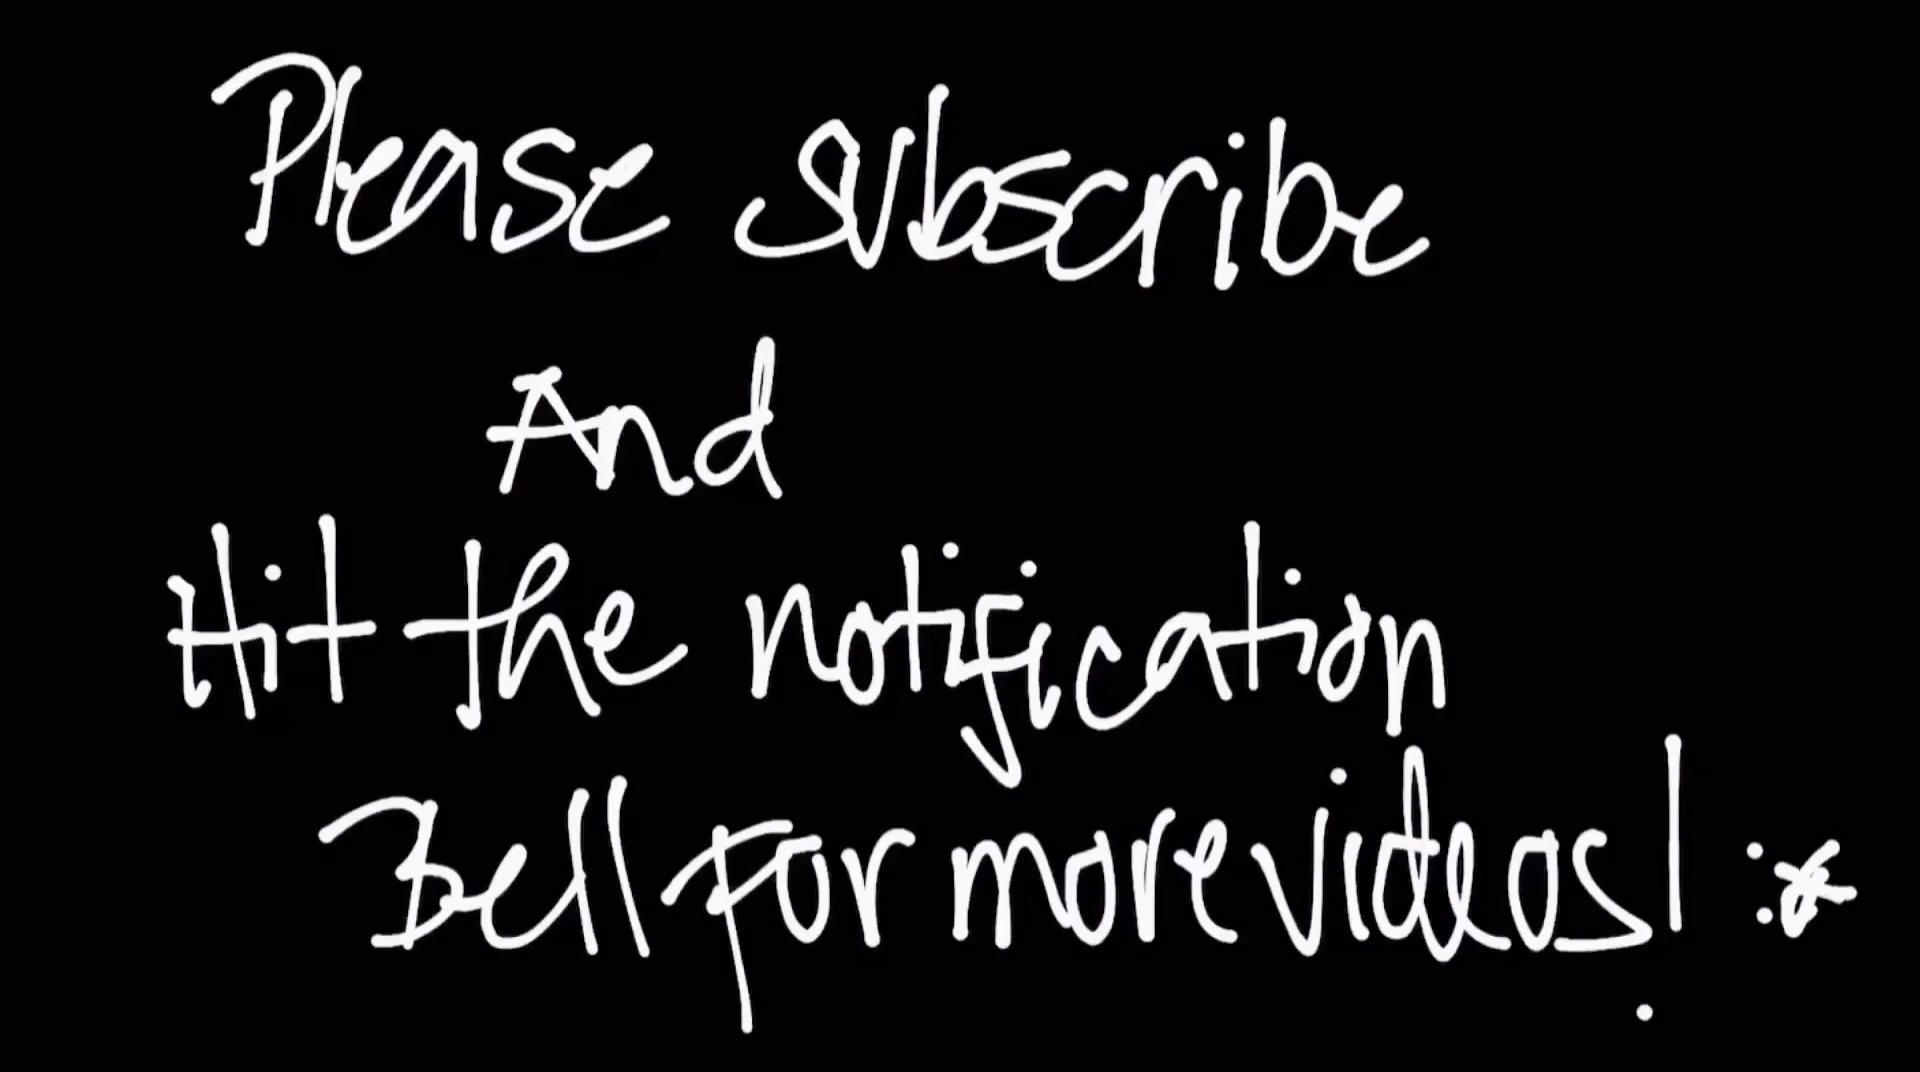 Please subscribe
And
Hit the notification
Bell for more videos! :*